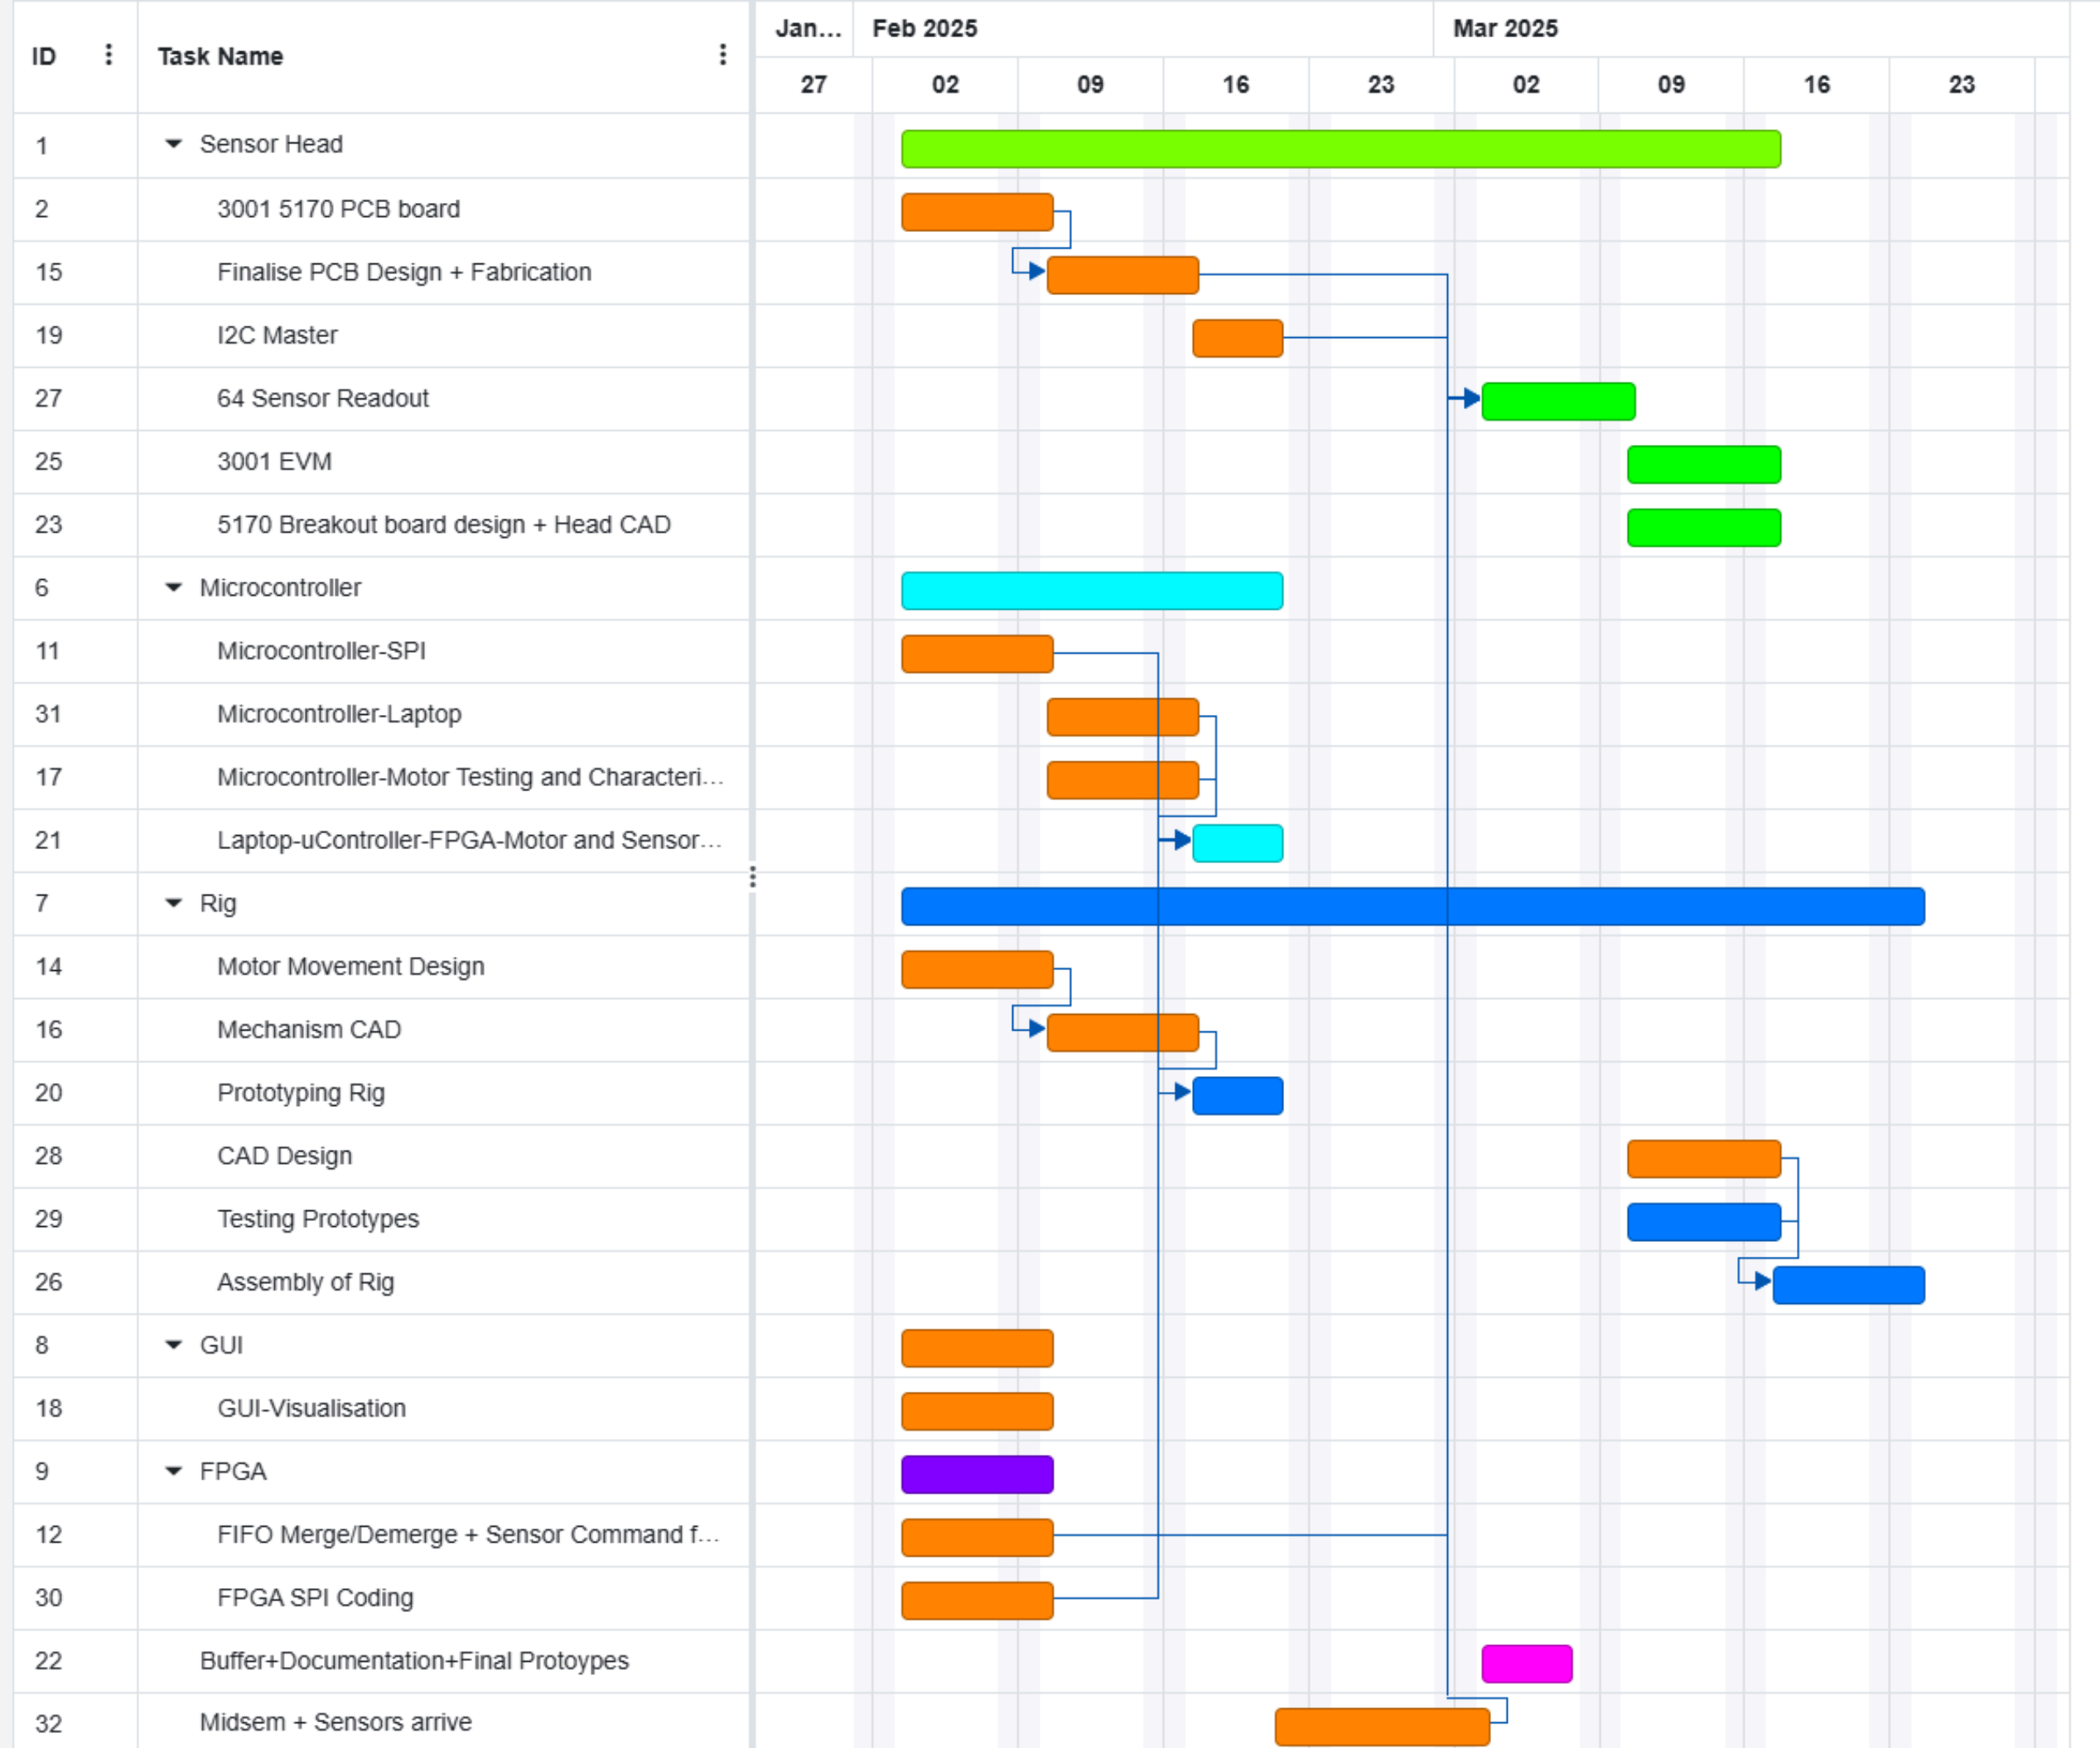 ID Task Name Jan... Feb 2025 Mar 2025
27 02 09 16 23 02 09 16 23
1 Sensor Head
2 3001 5170 PCB board
15 Finalise PCB Design + Fabrication
19 I2C Master
27 64 Sensor Readout
25 3001 EVM
23 5170 Breakout board design + Head CAD
6 Microcontroller
11 Microcontroller-SPI
31 Microcontroller-Laptop
17 Microcontroller-Motor Testing and Characteri...
21 Laptop-uController-FPGA-Motor and Sensor...
7 Rig
14 Motor Movement Design
16 Mechanism CAD
20 Prototyping Rig
28 CAD Design
29 Testing Prototypes
26 Assembly of Rig
8 GUI
18 GUI-Visualisation
9 FPGA
12 FIFO Merge/Demerge + Sensor Command f...
30 FPGA SPI Coding
22 Buffer+Documentation+Final Protoypes
32 Midsem + Sensors arrive